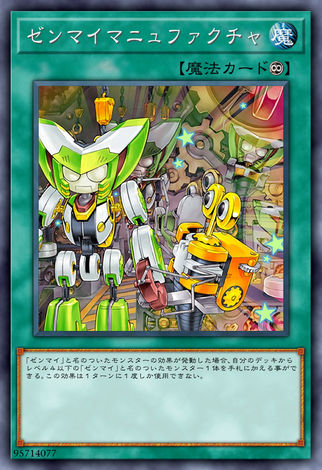 ゼンマイマニュファクチャ 魔
【魔法カード】
「ゼンマイ」と名のついたモンスターの効果が発動した場合、自分のデッキから
レベル４以下の「ゼンマイ」と名のついたモンスター１体を手札に加える事がで
きる。この効果は１ターンに１度しか使用できない。
95714077